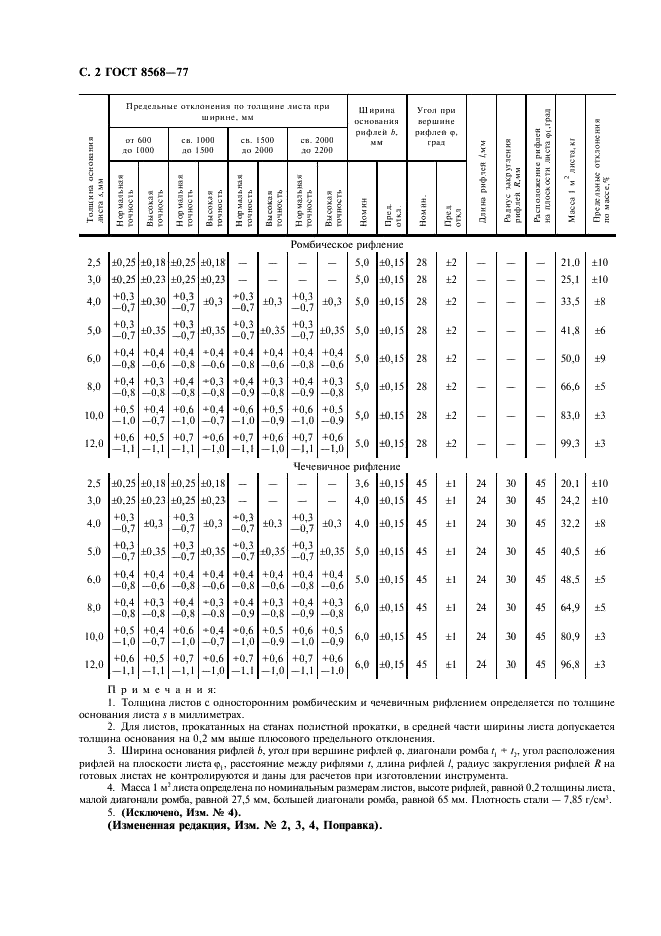 С. 2 ГОСТ 8568—77
Толщина основания листа s, мм
Предельные отклонения по толщине листа при ширине, мм
Ширина основания рифлей b, мм
Угол при вершине рифлей φ, град
Длина рифлей l, мм
Радиус закругления рифлей R, мм
Расположение рифлей на плоскости листа φ₁, град
Масса 1 м² листа, кг
Предельные отклонения по массе, %
от 600 до 1000
св. 1000 до 1500
св. 1500 до 2000
св. 2000 до 2200
Нормальная точность
Высокая точность
Нормальная точность
Высокая точность
Нормальная точность
Высокая точность
Нормальная точность
Высокая точность
Номин
Пред. откл.
Номин.
Пред откл
Ромбическое рифление
2,5 ±0,25 ±0,18 ±0,25 ±0,18 — — — — 5,0 ±0,15 28 ±2 — — — 21,0 ±10
3,0 ±0,25 ±0,23 ±0,25 ±0,23 — — — — 5,0 ±0,15 28 ±2 — — — 25,1 ±10
4,0 +0,3 —0,7 ±0,30 +0,3 —0,7 ±0,3 +0,3 —0,7 ±0,3 +0,3 —0,7 ±0,3 5,0 ±0,15 28 ±2 — — — 33,5 ±8
5,0 +0,3 —0,7 ±0,35 +0,3 —0,7 ±0,35 +0,3 —0,7 ±0,35 +0,3 —0,7 ±0,35 5,0 ±0,15 28 ±2 — — — 41,8 ±6
6,0 +0,4 —0,8 +0,4 —0,6 +0,4 —0,8 +0,4 —0,6 +0,4 —0,8 +0,4 —0,6 +0,4 —0,8 +0,4 —0,6 5,0 ±0,15 28 ±2 — — — 50,0 ±9
8,0 +0,4 —0,8 +0,3 —0,8 +0,4 —0,8 +0,3 —0,8 +0,4 —0,9 +0,3 —0,8 +0,4 —0,9 +0,3 —0,8 5,0 ±0,15 28 ±2 — — — 66,6 ±5
10,0 +0,5 —1,0 +0,4 —0,7 +0,6 —1,0 +0,4 —0,7 +0,6 —1,0 +0,5 —0,9 +0,6 —1,0 +0,5 —0,9 5,0 ±0,15 28 ±2 — — — 83,0 ±3
12,0 +0,6 —1,1 +0,5 —1,1 +0,7 —1,1 +0,6 —1,0 +0,7 —1,1 +0,6 —1,0 +0,7 —1,1 +0,6 —1,0 5,0 ±0,15 28 ±2 — — — 99,3 ±3
Чечевичное рифление
2,5 ±0,25 ±0,18 ±0,25 ±0,18 — — — — 3,6 ±0,15 45 ±1 24 30 45 20,1 ±10
3,0 ±0,25 ±0,23 ±0,25 ±0,23 — — — — 4,0 ±0,15 45 ±1 24 30 45 24,2 ±10
4,0 +0,3 —0,7 ±0,3 +0,3 —0,7 ±0,3 +0,3 —0,7 ±0,3 +0,3 —0,7 ±0,3 4,0 ±0,15 45 ±1 24 30 45 32,2 ±8
5,0 +0,3 —0,7 ±0,35 +0,3 —0,7 ±0,35 +0,3 —0,7 ±0,35 +0,3 —0,7 ±0,35 5,0 ±0,15 45 ±1 24 30 45 40,5 ±6
6,0 +0,4 —0,8 +0,4 —0,6 +0,4 —0,8 +0,4 —0,6 +0,4 —0,8 +0,4 —0,6 +0,4 —0,8 +0,4 —0,6 5,0 ±0,15 45 ±1 24 30 45 48,5 ±5
8,0 +0,4 —0,8 +0,3 —0,8 +0,4 —0,8 +0,3 —0,8 +0,4 —0,9 +0,3 —0,8 +0,4 —0,9 +0,3 —0,8 6,0 ±0,15 45 ±1 24 30 45 64,9 ±5
10,0 +0,5 —1,0 +0,4 —0,7 +0,6 —1,0 +0,4 —0,7 +0,6 —1,0 +0,5 —0,9 +0,6 —1,0 +0,5 —0,9 6,0 ±0,15 45 ±1 24 30 45 80,9 ±3
12,0 +0,6 —1,1 +0,5 —1,1 +0,7 —1,1 +0,6 —1,0 +0,7 —1,1 +0,6 —1,0 +0,7 —1,1 +0,6 —1,0 6,0 ±0,15 45 ±1 24 30 45 96,8 ±3
Примечания:
1. Толщина листов с односторонним ромбическим и чечевичным рифлением определяется по толщине
основания листа s в миллиметрах.
2. Для листов, прокатанных на станах полистной прокатки, в средней части ширины листа допускается
толщина основания на 0,2 мм выше плюсового предельного отклонения.
3. Ширина основания рифлей b, угол при вершине рифлей φ, диагонали ромба t₁ + t₂, угол расположения
рифлей на плоскости листа φ₁, расстояние между рифлями t, длина рифлей l, радиус закругления рифлей R на
готовых листах не контролируются и даны для расчетов при изготовлении инструмента.
4. Масса 1 м² листа определена по номинальным размерам листов, высоте рифлей, равной 0,2 толщины листа,
малой диагонали ромба, равной 27,5 мм, большей диагонали ромба, равной 65 мм. Плотность стали — 7,85 г/см³.
5. (Исключено, Изм. № 4).
(Измененная редакция, Изм. № 2, 3, 4, Поправка).